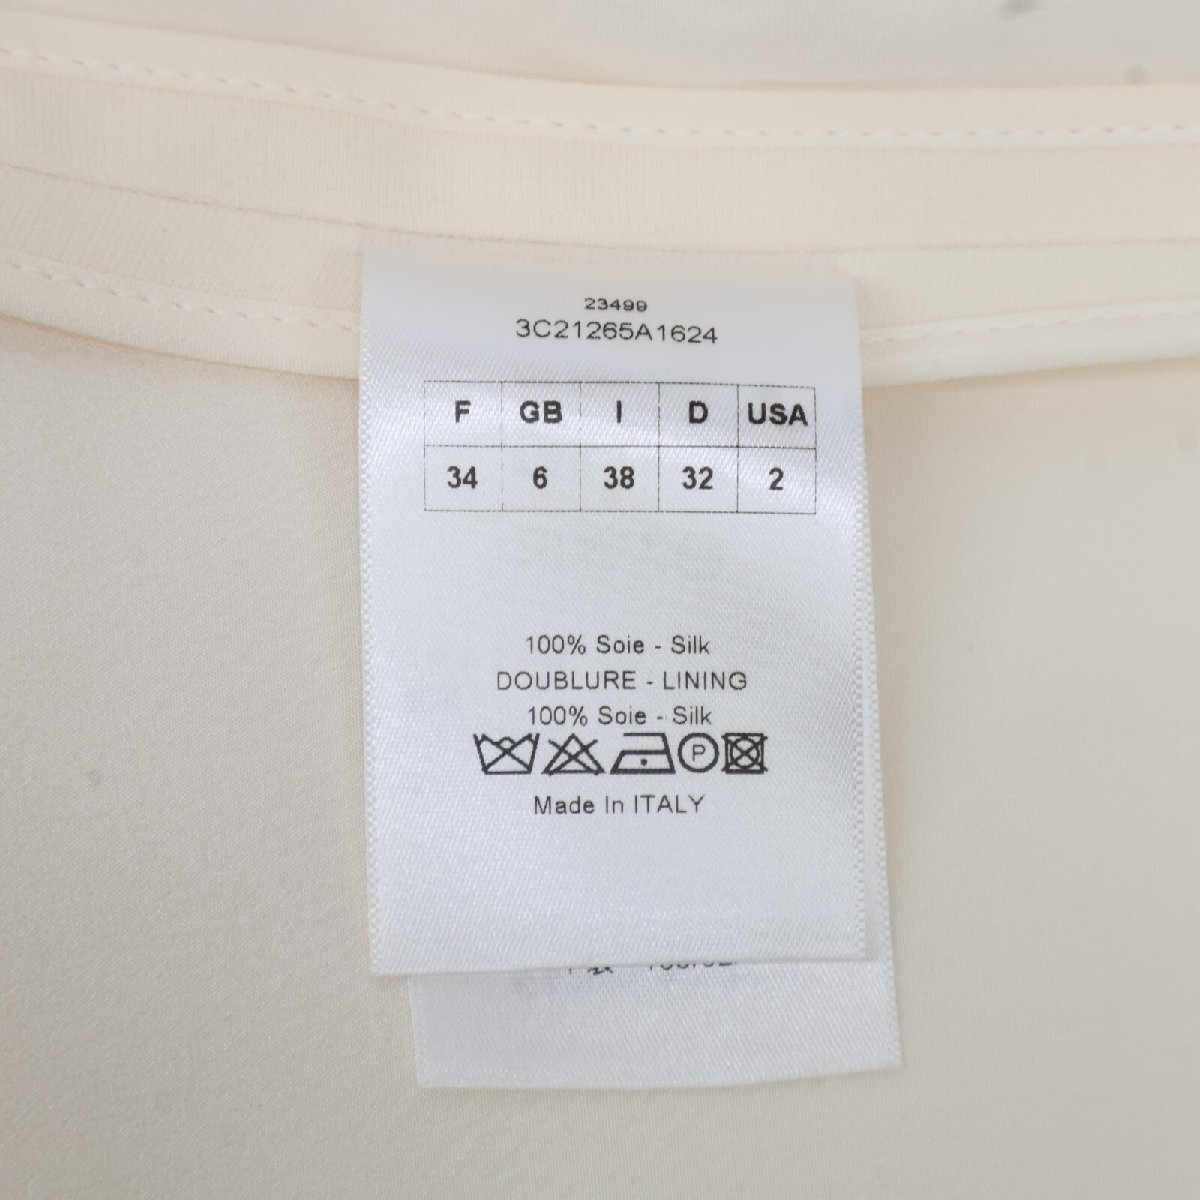 23499
3C21265A1624
F GB I D USA
34 6 38 32 2
100% Soie - Silk
DOUBLURE - LINING
100% Soie - Silk
P
Made In ITALY